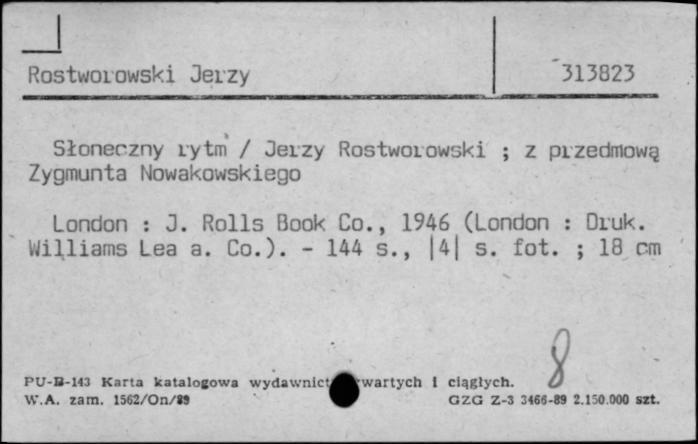 Rostworowski Jerzy 313823
Słoneczny rytm / Jerzy Rostworowski ; z przedmową
Zygmunta Nowakowskiego
London : J. Rolls Book Co., 1946 (London : Druk.
Williams Lea a. Co.). - 144 s., |4| s. fot. ; 18 cm
8
PU-B-143 Karta katalogowa wydawnict wartych i ciągłych.
W.A. zam. 1562/On/89 GZG Z-3 3466-89 2.150.000 szt.